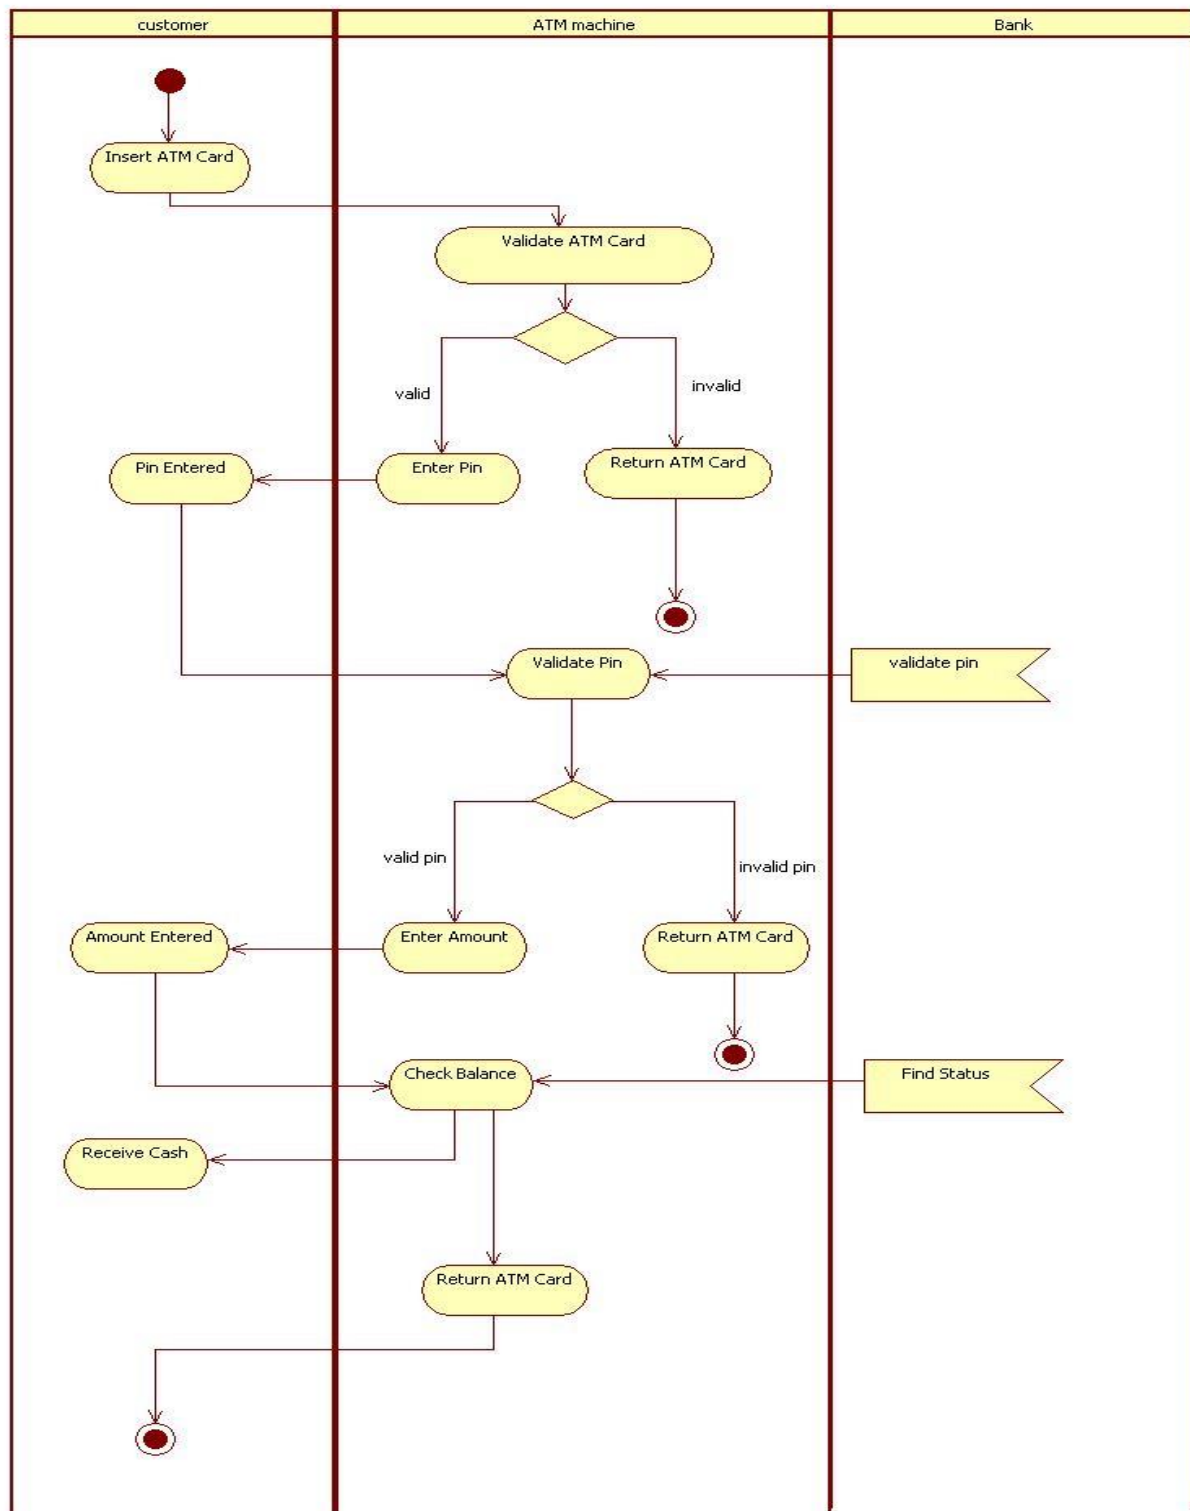 customer
ATM machine
Bank
Insert ATM Card
Validate ATM Card
valid
invalid
Pin Entered
Enter Pin
Return ATM Card
Validate Pin
validate pin
valid pin
invalid pin
Amount Entered
Enter Amount
Return ATM Card
Check Balance
Find Status
Receive Cash
Return ATM Card